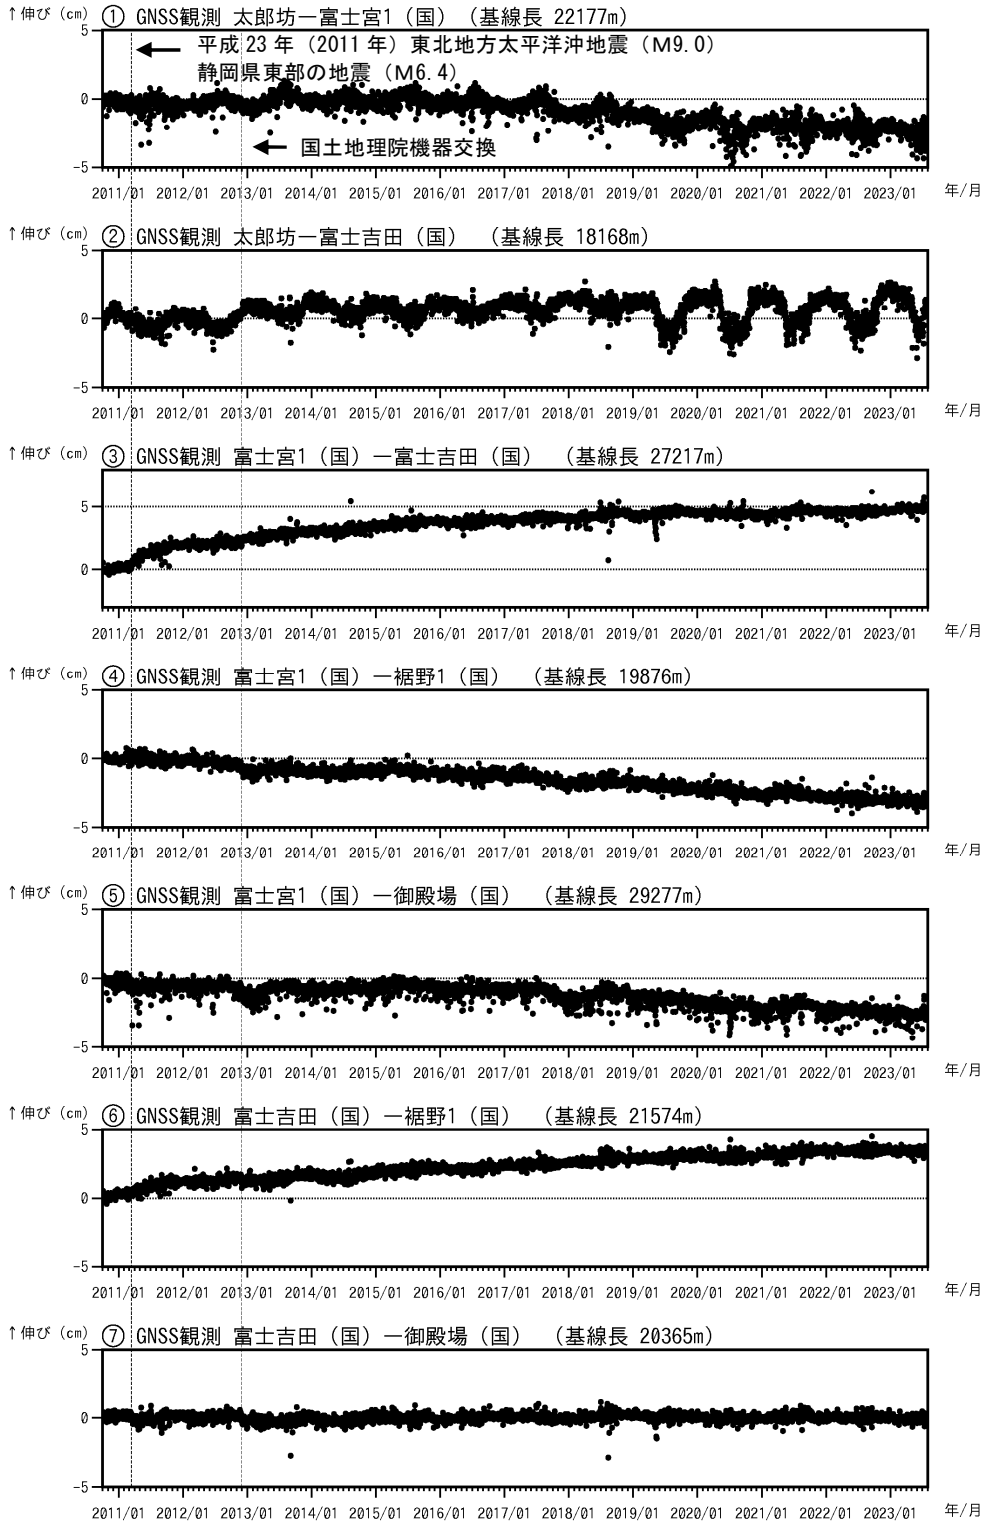 ↑伸び（cm） ① GNSS観測 太郎坊－富士宮1（国）（基線長 22177m）
5
平成 23 年（2011 年）東北地方太平洋沖地震（M9.0）
静岡県東部の地震（M6.4）
0
国土地理院機器交換
-5
2011/01 2012/01 2013/01 2014/01 2015/01 2016/01 2017/01 2018/01 2019/01 2020/01 2021/01 2022/01 2023/01 年/月
↑伸び（cm） ② GNSS観測 太郎坊－富士吉田（国） （基線長 18168m）
5
0
-5
2011/01 2012/01 2013/01 2014/01 2015/01 2016/01 2017/01 2018/01 2019/01 2020/01 2021/01 2022/01 2023/01 年/月
↑伸び（cm） ③ GNSS観測 富士宮1（国）－富士吉田（国） （基線長 27217m）
5
0
2011/01 2012/01 2013/01 2014/01 2015/01 2016/01 2017/01 2018/01 2019/01 2020/01 2021/01 2022/01 2023/01 年/月
↑伸び（cm） ④ GNSS観測 富士宮1（国）－裾野1（国） （基線長 19876m）
5
0
-5
2011/01 2012/01 2013/01 2014/01 2015/01 2016/01 2017/01 2018/01 2019/01 2020/01 2021/01 2022/01 2023/01 年/月
↑伸び（cm） ⑤ GNSS観測 富士宮1（国）－御殿場（国） （基線長 29277m）
5
0
-5
2011/01 2012/01 2013/01 2014/01 2015/01 2016/01 2017/01 2018/01 2019/01 2020/01 2021/01 2022/01 2023/01 年/月
↑伸び（cm） ⑥ GNSS観測 富士吉田（国）－裾野1（国） （基線長 21574m）
5
0
-5
2011/01 2012/01 2013/01 2014/01 2015/01 2016/01 2017/01 2018/01 2019/01 2020/01 2021/01 2022/01 2023/01 年/月
↑伸び（cm） ⑦ GNSS観測 富士吉田（国）－御殿場（国） （基線長 20365m）
5
0
-5
2011/01 2012/01 2013/01 2014/01 2015/01 2016/01 2017/01 2018/01 2019/01 2020/01 2021/01 2022/01 2023/01 年/月